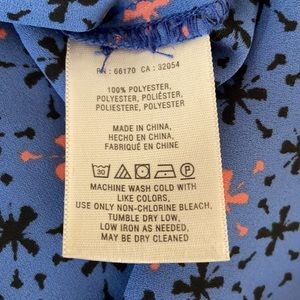 RN : 66170 CA : 32054
100% POLYESTER,
POLYESTER, POLIÉSTER,
POLIESTERE, POLYESTER
MADE IN CHINA,
HECHO EN CHINA,
FABRIQUÉ EN CHINE
30 P
MACHINE WASH COLD WITH
LIKE COLORS,
USE ONLY NON-CHLORINE BLEACH,
TUMBLE DRY LOW,
LOW IRON AS NEEDED
MAY BE DRY CLEANED